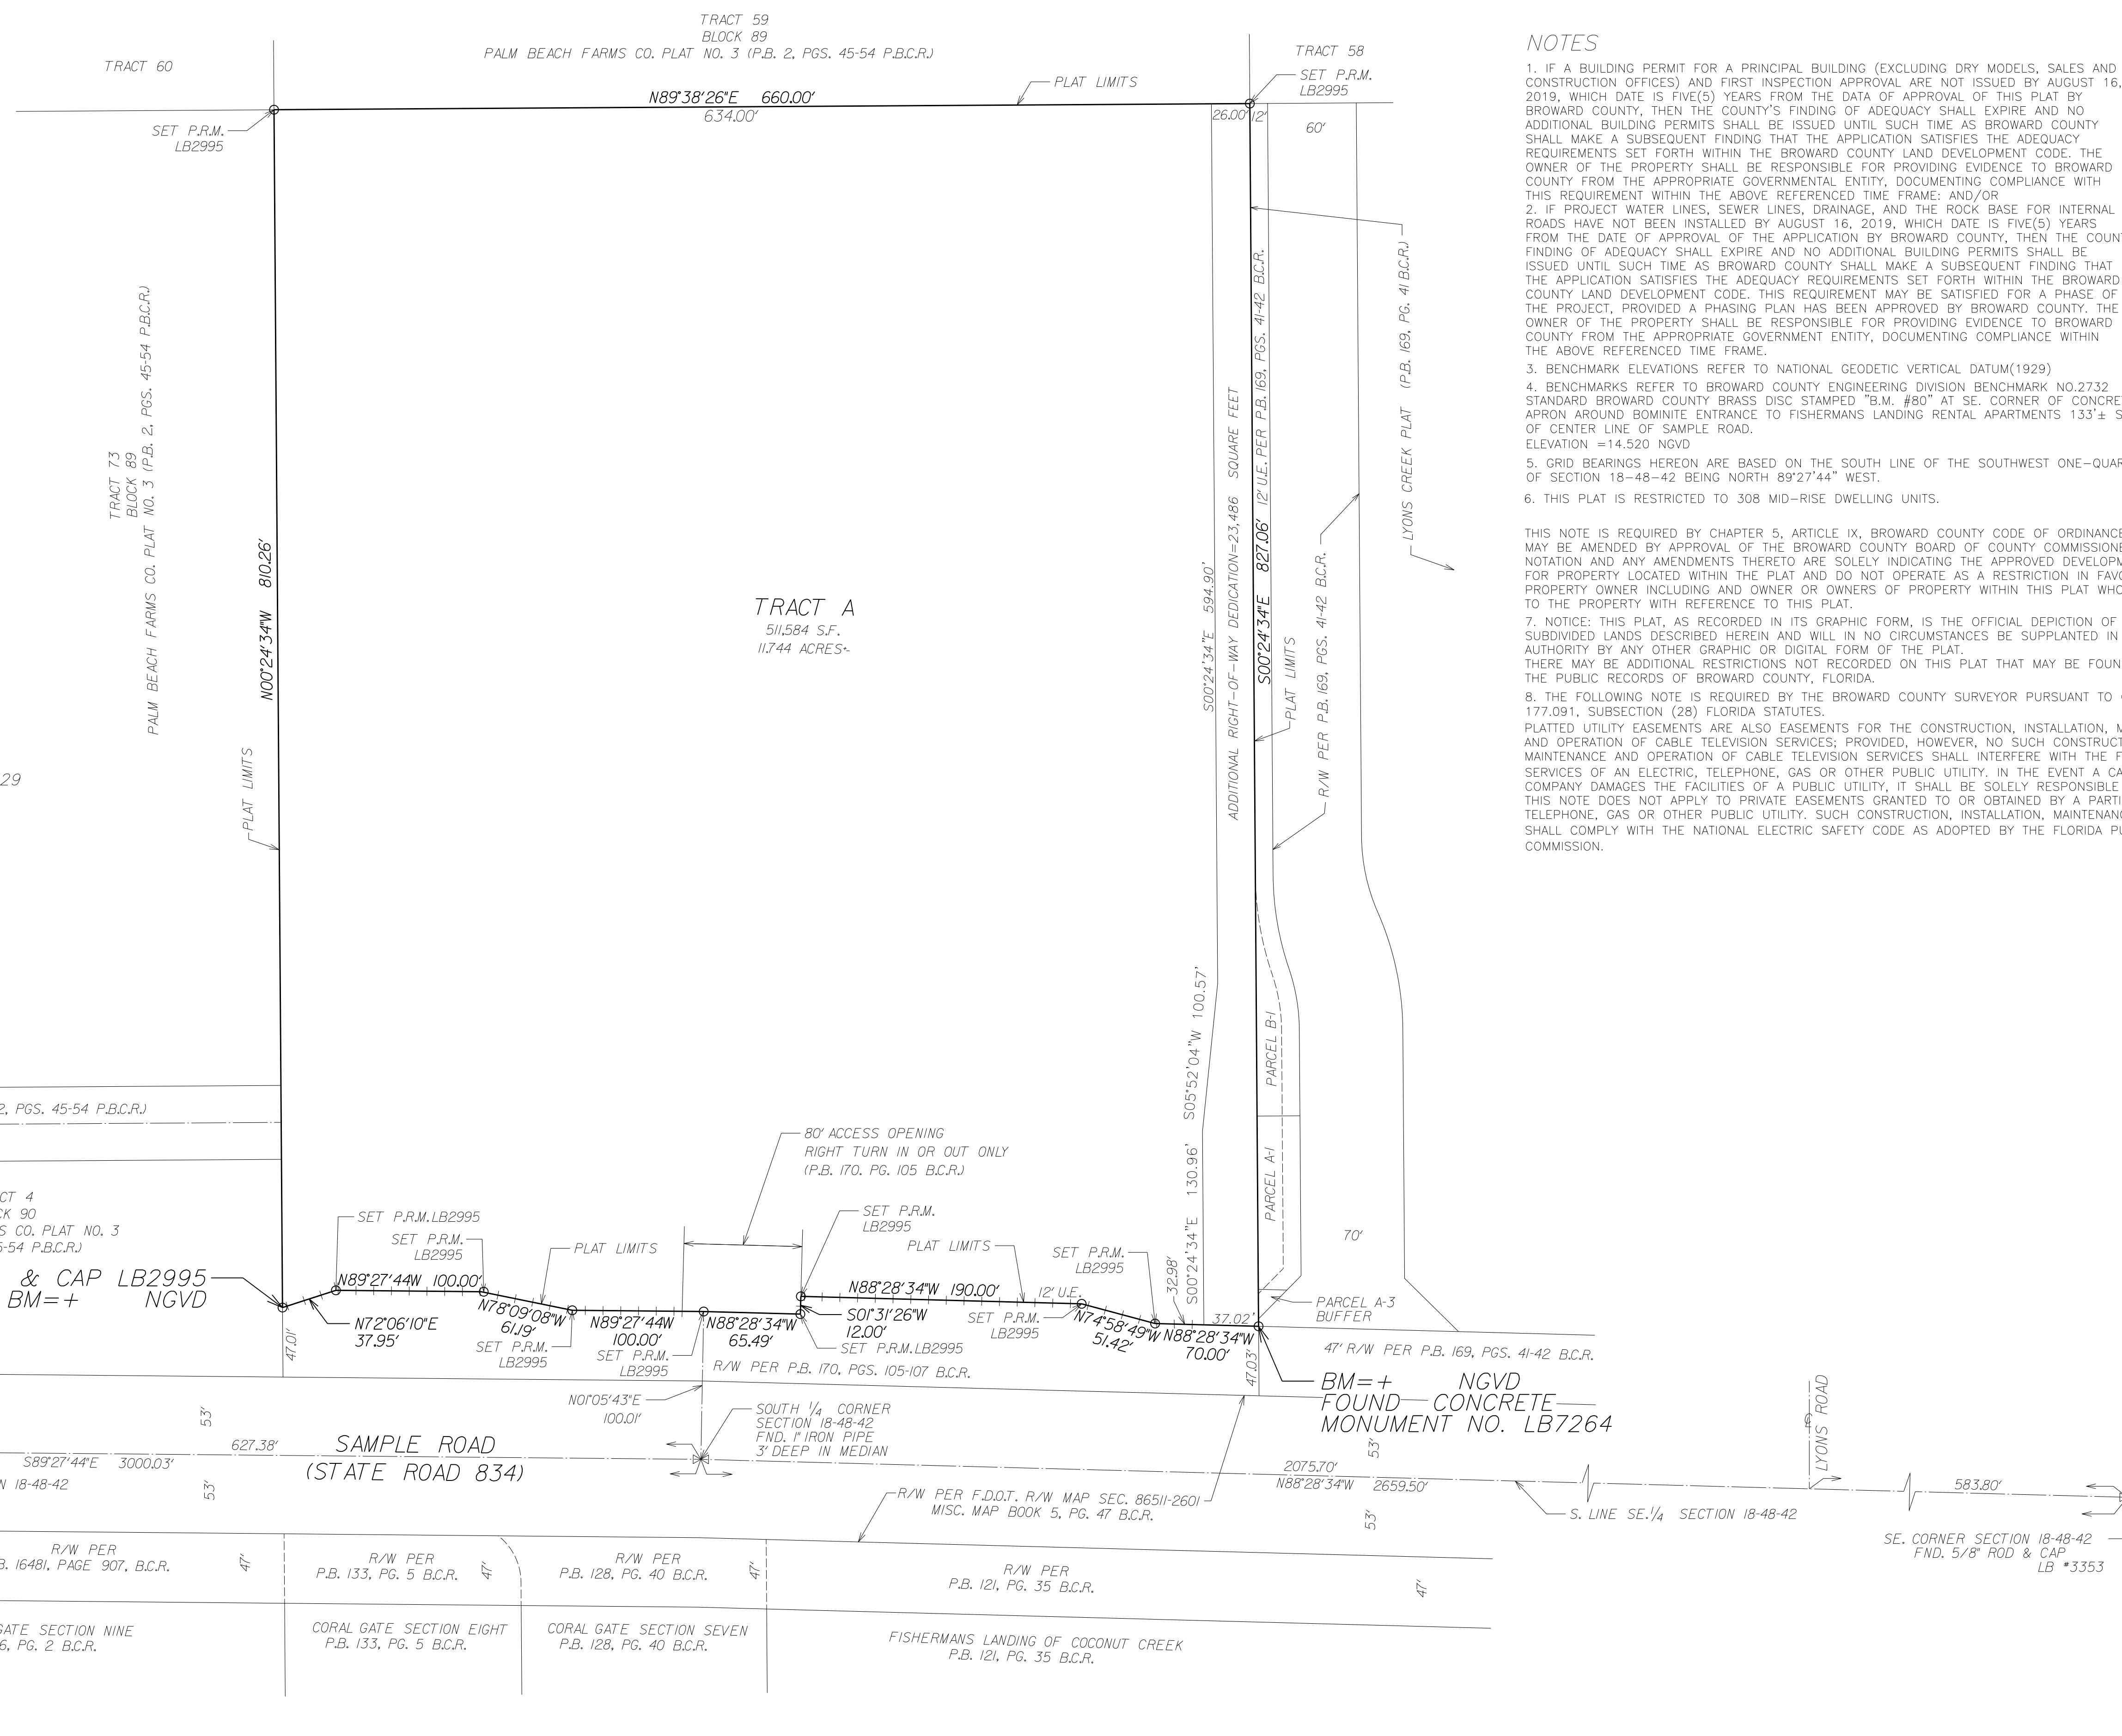 TRACT 59
BLOCK 89
PALM BEACH FARMS CO. PLAT NO. 3 (P.B. 2, PGS. 45-54 P.B.C.R.)
TRACT 60
TRACT 58
SET P.R.M.
LB2995
PLAT LIMITS
N89°38'26"E 660.00'
634.00'
26.00'
12'
60'
SET P.R.M.
LB2995
TRACT 73
BLOCK 89
PALM BEACH FARMS CO. PLAT NO. 3 (P.B. 2, PGS. 45-54 P.B.C.R.)
N00°24'34"W 810.26'
PLAT LIMITS
29
TRACT A
511,584 S.F.
11.744 ACRES+-
S00°24'34"E 594.90'
ADDITIONAL RIGHT-OF-WAY DEDICATION=23,486 SQUARE FEET
S00°24'34"E 827.06'
12' U.E. PER P.B. 169, PGS. 41-42 B.C.R.
PLAT LIMITS
R/W PER P.B. 169, PGS. 41-42 B.C.R.
LYONS CREEK PLAT (P.B. 169, PG. 41 B.C.R.)
S05°52'04"W 100.57'
S00°24'34"E 130.96'
PARCEL B-1
PARCEL A-1
70'
PARCEL A-3
BUFFER
2, PGS. 45-54 P.B.C.R.)
CT 4
CK 90
S CO. PLAT NO. 3
5-54 P.B.C.R.)
& CAP LB2995
BM=+ NGVD
80' ACCESS OPENING
RIGHT TURN IN OR OUT ONLY
(P.B. 170. PG. 105 B.C.R.)
SET P.R.M. LB2995
SET P.R.M.
LB2995
PLAT LIMITS
SET P.R.M.
LB2995
PLAT LIMITS
SET P.R.M.
LB2995
N89°27'44W 100.00'
N88°28'34"W 190.00'
12' U.E.
32.98'
N72°06'10"E
37.95'
N78°09'08"W
61.19'
N89°27'44W
100.00'
N88°28'34"W
65.49'
S01°31'26"W
12.00'
SET P.R.M.
LB2995
N74°58'49"W
51.42'
N88°28'34"W
70.00'
37.02'
SET P.R.M.
LB2995
SET P.R.M.
LB2995
SET P.R.M. LB2995
47.01'
47.03'
R/W PER P.B. 170, PGS. 105-107 B.C.R.
47' R/W PER P.B. 169, PGS. 41-42 B.C.R.
BM=+ NGVD
FOUND CONCRETE
MONUMENT NO. LB7264
N01°05'43"E
100.01'
SOUTH 1/4 CORNER
SECTION 18-48-42
FND. 1" IRON PIPE
3' DEEP IN MEDIAN
53'
627.38'
SAMPLE ROAD
(STATE ROAD 834)
S89°27'44"E 3000.03'
N 18-48-42
53'
53'
2075.70'
N88°28'34"W 2659.50'
53'
LYONS ROAD
583.80'
R/W PER F.D.O.T. R/W MAP SEC. 86511-2601
MISC. MAP BOOK 5, PG. 47 B.C.R.
S. LINE SE.1/4 SECTION 18-48-42
SE. CORNER SECTION 18-48-42
FND. 5/8" ROD & CAP
LB #3353
R/W PER
B. 16481, PAGE 907, B.C.R.
47'
R/W PER
P.B. 133, PG. 5 B.C.R.
47'
R/W PER
P.B. 128, PG. 40 B.C.R.
47'
R/W PER
P.B. 121, PG. 35 B.C.R.
47'
GATE SECTION NINE
6, PG. 2 B.C.R.
CORAL GATE SECTION EIGHT
P.B. 133, PG. 5 B.C.R.
CORAL GATE SECTION SEVEN
P.B. 128, PG. 40 B.C.R.
FISHERMANS LANDING OF COCONUT CREEK
P.B. 121, PG. 35 B.C.R.
NOTES
1. IF A BUILDING PERMIT FOR A PRINCIPAL BUILDING (EXCLUDING DRY MODELS, SALES AND
CONSTRUCTION OFFICES) AND FIRST INSPECTION APPROVAL ARE NOT ISSUED BY AUGUST 16,
2019, WHICH DATE IS FIVE(5) YEARS FROM THE DATA OF APPROVAL OF THIS PLAT BY
BROWARD COUNTY, THEN THE COUNTY'S FINDING OF ADEQUACY SHALL EXPIRE AND NO
ADDITIONAL BUILDING PERMITS SHALL BE ISSUED UNTIL SUCH TIME AS BROWARD COUNTY
SHALL MAKE A SUBSEQUENT FINDING THAT THE APPLICATION SATISFIES THE ADEQUACY
REQUIREMENTS SET FORTH WITHIN THE BROWARD COUNTY LAND DEVELOPMENT CODE. THE
OWNER OF THE PROPERTY SHALL BE RESPONSIBLE FOR PROVIDING EVIDENCE TO BROWARD
COUNTY FROM THE APPROPRIATE GOVERNMENTAL ENTITY, DOCUMENTING COMPLIANCE WITH
THIS REQUIREMENT WITHIN THE ABOVE REFERENCED TIME FRAME: AND/OR
2. IF PROJECT WATER LINES, SEWER LINES, DRAINAGE, AND THE ROCK BASE FOR INTERNAL
ROADS HAVE NOT BEEN INSTALLED BY AUGUST 16, 2019, WHICH DATE IS FIVE(5) YEARS
FROM THE DATE OF APPROVAL OF THE APPLICATION BY BROWARD COUNTY, THEN THE COUN
FINDING OF ADEQUACY SHALL EXPIRE AND NO ADDITIONAL BUILDING PERMITS SHALL BE
ISSUED UNTIL SUCH TIME AS BROWARD COUNTY SHALL MAKE A SUBSEQUENT FINDING THAT
THE APPLICATION SATISFIES THE ADEQUACY REQUIREMENTS SET FORTH WITHIN THE BROWARD
COUNTY LAND DEVELOPMENT CODE. THIS REQUIREMENT MAY BE SATISFIED FOR A PHASE OF
THE PROJECT, PROVIDED A PHASING PLAN HAS BEEN APPROVED BY BROWARD COUNTY. THE
OWNER OF THE PROPERTY SHALL BE RESPONSIBLE FOR PROVIDING EVIDENCE TO BROWARD
COUNTY FROM THE APPROPRIATE GOVERNMENT ENTITY, DOCUMENTING COMPLIANCE WITHIN
THE ABOVE REFERENCED TIME FRAME.
3. BENCHMARK ELEVATIONS REFER TO NATIONAL GEODETIC VERTICAL DATUM(1929)
4. BENCHMARKS REFER TO BROWARD COUNTY ENGINEERING DIVISION BENCHMARK NO.2732
STANDARD BROWARD COUNTY BRASS DISC STAMPED "B.M. #80" AT SE. CORNER OF CONCRE
APRON AROUND BOMINITE ENTRANCE TO FISHERMANS LANDING RENTAL APARTMENTS 133'± S
OF CENTER LINE OF SAMPLE ROAD.
ELEVATION =14.520 NGVD
5. GRID BEARINGS HEREON ARE BASED ON THE SOUTH LINE OF THE SOUTHWEST ONE-QUAR
OF SECTION 18-48-42 BEING NORTH 89°27'44" WEST.
6. THIS PLAT IS RESTRICTED TO 308 MID-RISE DWELLING UNITS.
THIS NOTE IS REQUIRED BY CHAPTER 5, ARTICLE IX, BROWARD COUNTY CODE OF ORDINANCE
MAY BE AMENDED BY APPROVAL OF THE BROWARD COUNTY BOARD OF COUNTY COMMISSIONE
NOTATION AND ANY AMENDMENTS THERETO ARE SOLELY INDICATING THE APPROVED DEVELOPM
FOR PROPERTY LOCATED WITHIN THE PLAT AND DO NOT OPERATE AS A RESTRICTION IN FAVO
PROPERTY OWNER INCLUDING AND OWNER OR OWNERS OF PROPERTY WITHIN THIS PLAT WHO
TO THE PROPERTY WITH REFERENCE TO THIS PLAT.
7. NOTICE: THIS PLAT, AS RECORDED IN ITS GRAPHIC FORM, IS THE OFFICIAL DEPICTION OF
SUBDIVIDED LANDS DESCRIBED HEREIN AND WILL IN NO CIRCUMSTANCES BE SUPPLANTED IN
AUTHORITY BY ANY OTHER GRAPHIC OR DIGITAL FORM OF THE PLAT.
THERE MAY BE ADDITIONAL RESTRICTIONS NOT RECORDED ON THIS PLAT THAT MAY BE FOUN
THE PUBLIC RECORDS OF BROWARD COUNTY, FLORIDA.
8. THE FOLLOWING NOTE IS REQUIRED BY THE BROWARD COUNTY SURVEYOR PURSUANT TO
177.091, SUBSECTION (28) FLORIDA STATUTES.
PLATTED UTILITY EASEMENTS ARE ALSO EASEMENTS FOR THE CONSTRUCTION, INSTALLATION, M
AND OPERATION OF CABLE TELEVISION SERVICES; PROVIDED, HOWEVER, NO SUCH CONSTRUCT
MAINTENANCE AND OPERATION OF CABLE TELEVISION SERVICES SHALL INTERFERE WITH THE F
SERVICES OF AN ELECTRIC, TELEPHONE, GAS OR OTHER PUBLIC UTILITY. IN THE EVENT A CA
COMPANY DAMAGES THE FACILITIES OF A PUBLIC UTILITY, IT SHALL BE SOLELY RESPONSIBLE
THIS NOTE DOES NOT APPLY TO PRIVATE EASEMENTS GRANTED TO OR OBTAINED BY A PARTI
TELEPHONE, GAS OR OTHER PUBLIC UTILITY. SUCH CONSTRUCTION, INSTALLATION, MAINTENANC
SHALL COMPLY WITH THE NATIONAL ELECTRIC SAFETY CODE AS ADOPTED BY THE FLORIDA PU
COMMISSION.